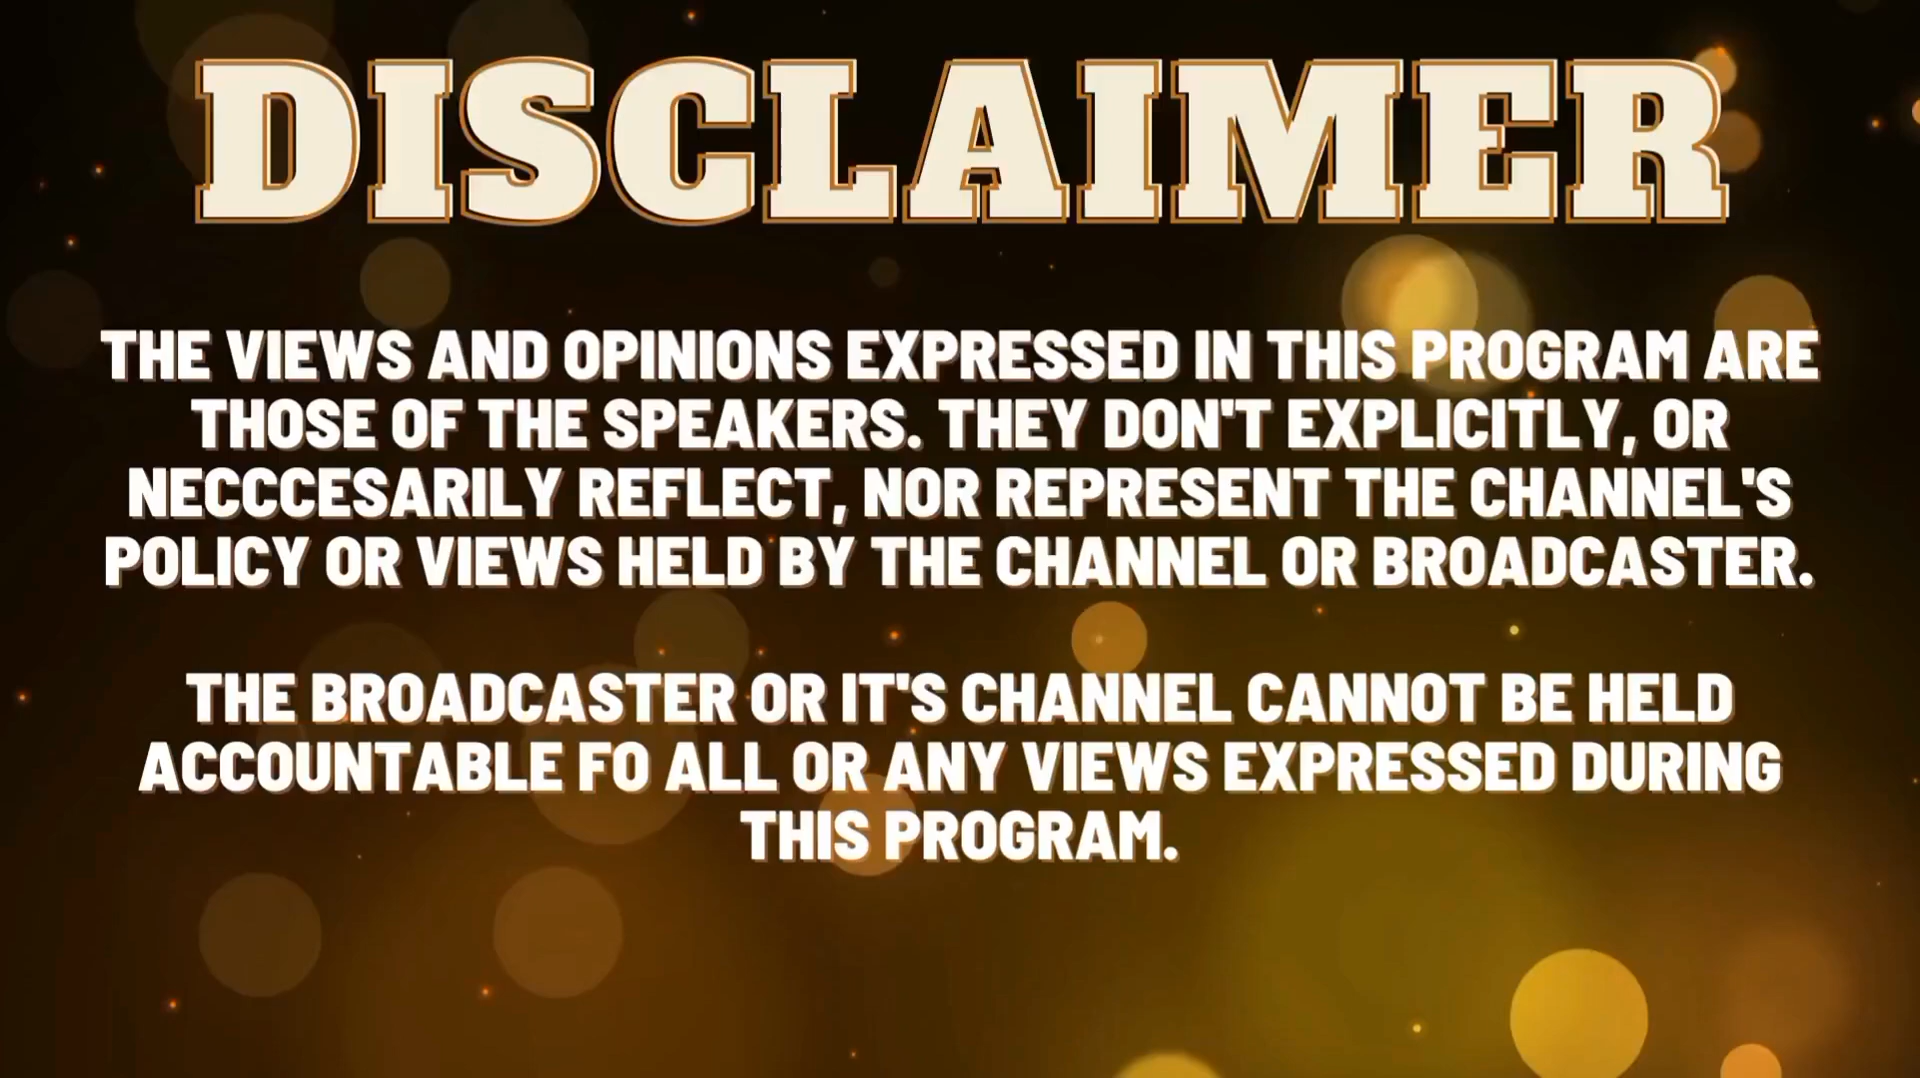 DISCLAIMER
THE VIEWS AND OPINIONS EXPRESSED IN THIS PROGRAM ARE
THOSE OF THE SPEAKERS. THEY DON'T EXPLICITLY, OR
NECCCESARILY REFLECT, NOR REPRESENT THE CHANNEL'S
POLICY OR VIEWS HELD BY THE CHANNEL OR BROADCASTER.
THE BROADCASTER OR IT'S CHANNEL CANNOT BE HELD
ACCOUNTABLE FO ALL OR ANY VIEWS EXPRESSED DURING
THIS PROGRAM.